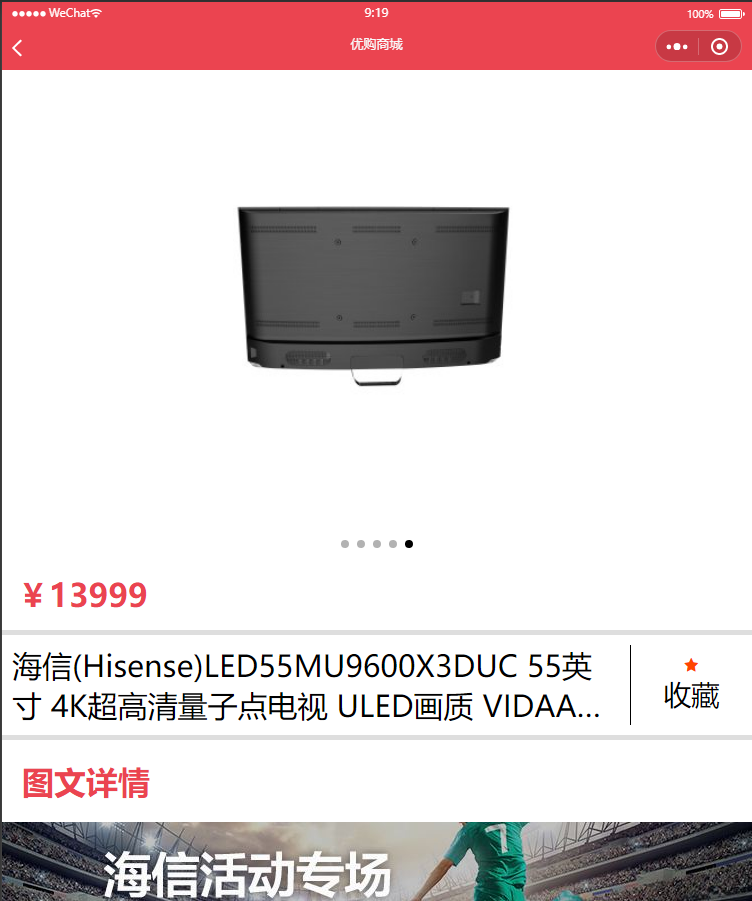 ●●●●● WeChat 9:19 100%
优购商城
￥13999
海信(Hisense)LED55MU9600X3DUC 55英
寸 4K超高清量子点电视 ULED画质 VIDAA...
收藏
图文详情
海信活动专场
7